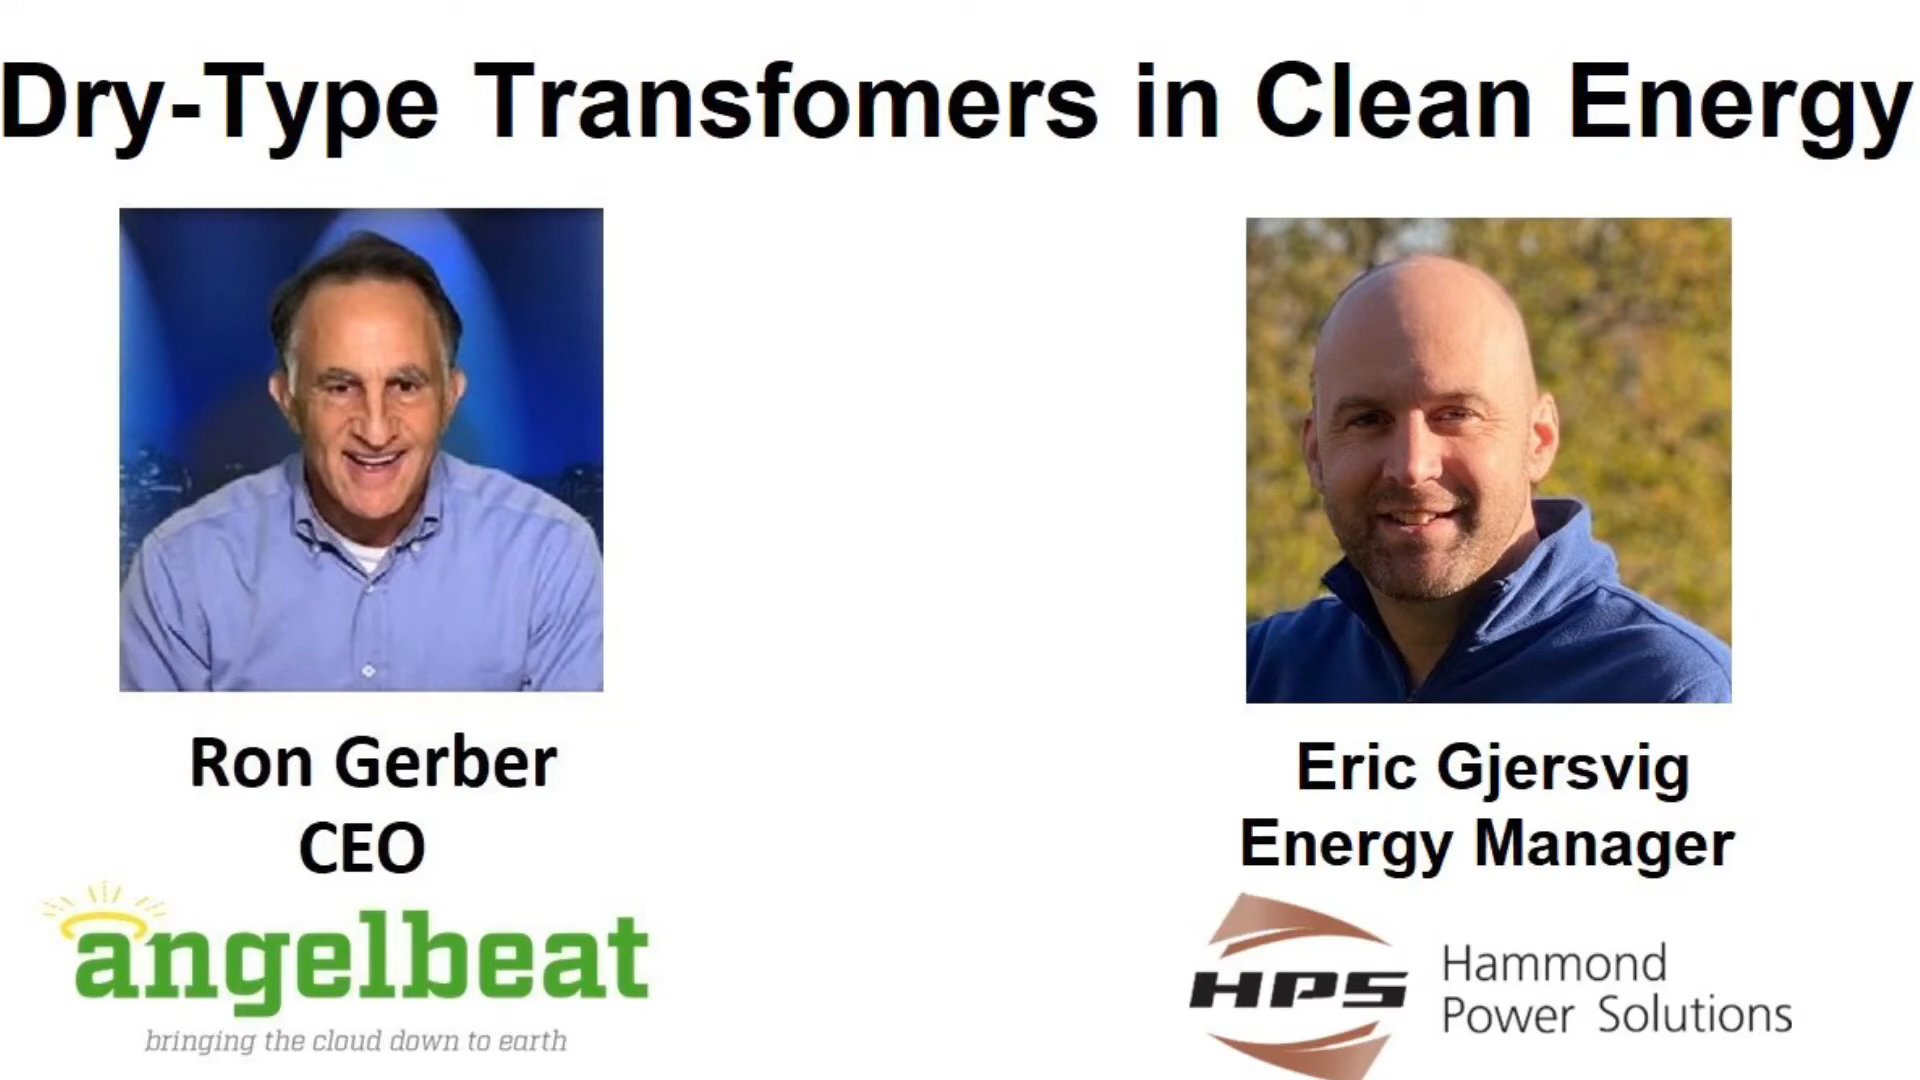 Dry-Type Transfomers in Clean Energy
Ron Gerber
CEO
angelbeat
bringing the cloud down to earth
Eric Gjersvig
Energy Manager
HPS
Hammond
Power Solutions